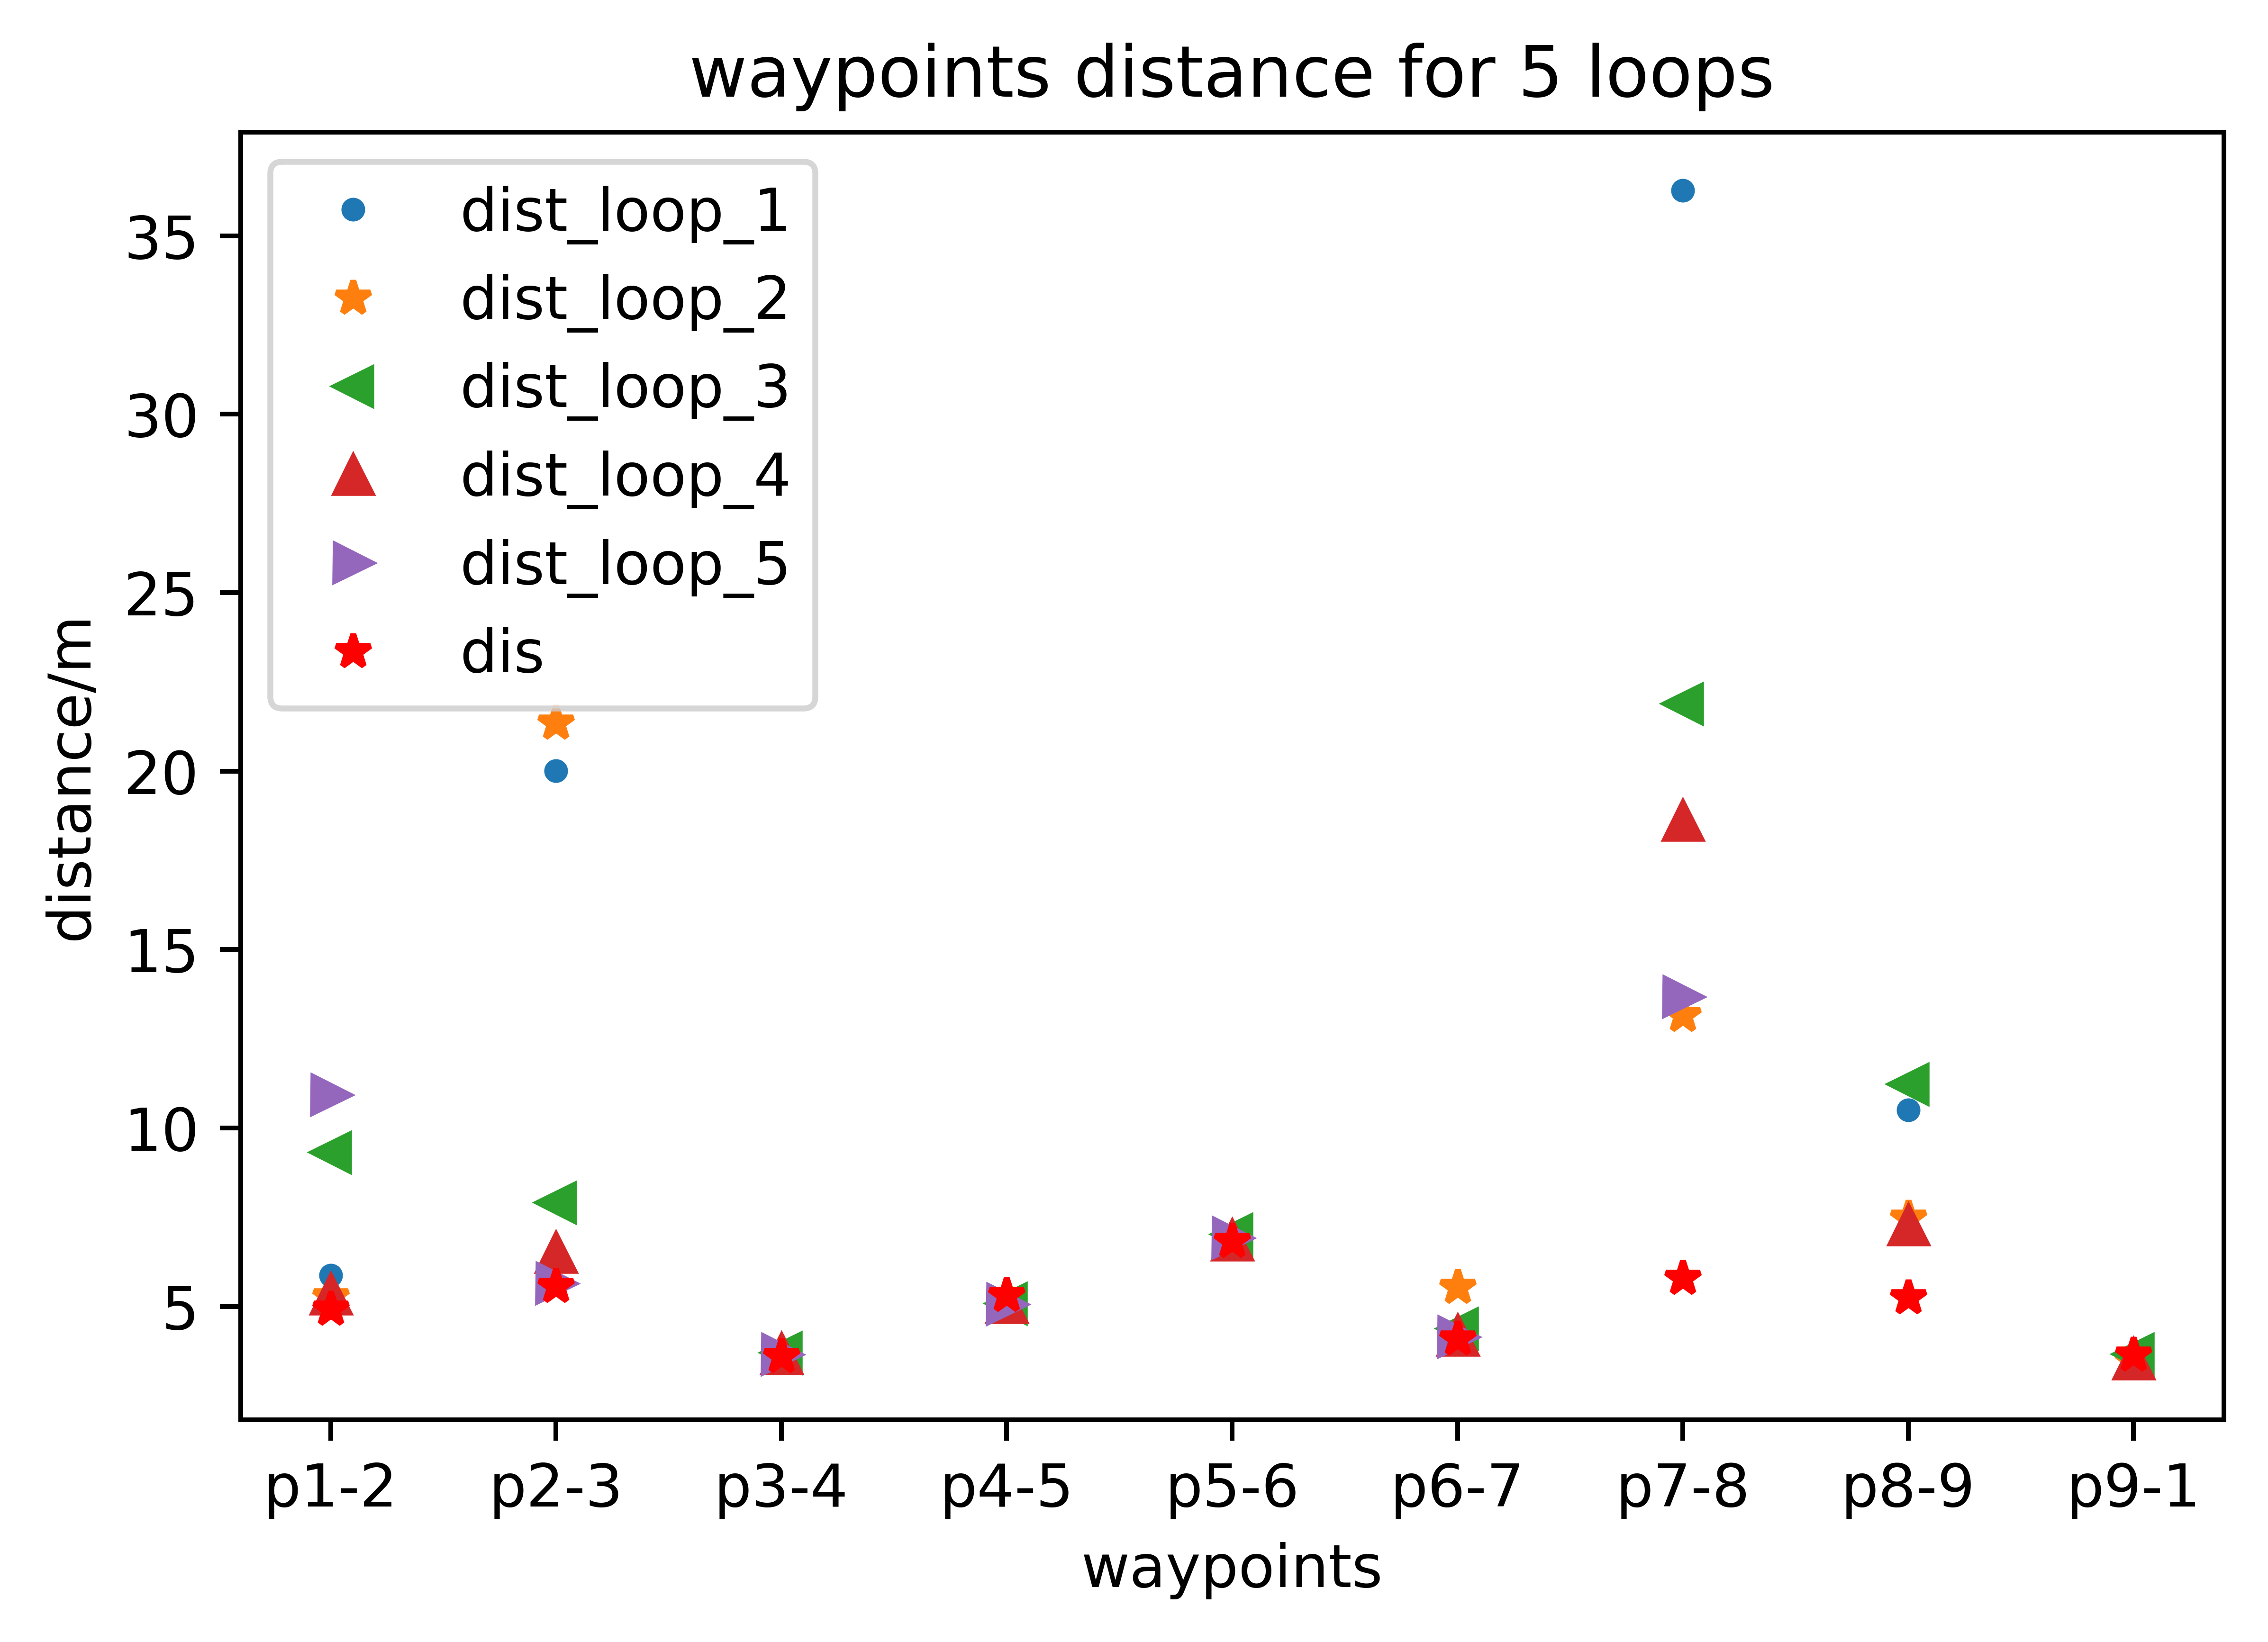 waypoints distance for 5 loops
dist_loop_1
dist_loop_2
dist_loop_3
dist_loop_4
dist_loop_5
dis
distance/m
35
30
25
20
15
10
5
p1-2 p2-3 p3-4 p4-5 p5-6 p6-7 p7-8 p8-9 p9-1
waypoints